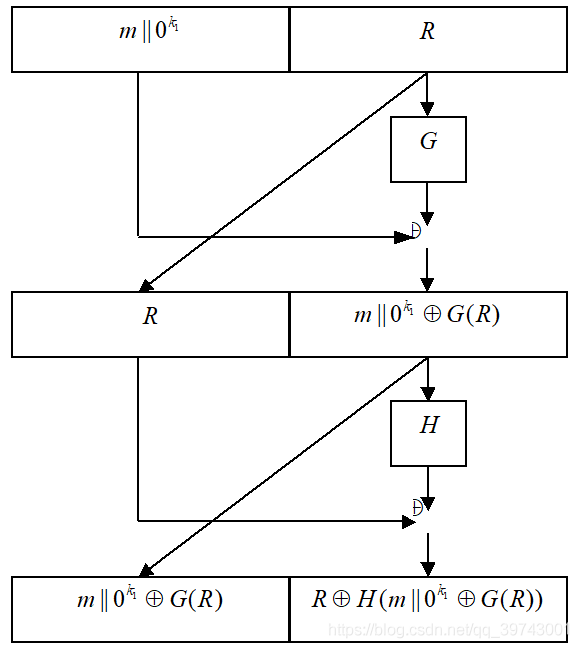 m || 0^{k_1} R
G
R m || 0^{k_1} ⊕ G(R)
H
m || 0^{k_1} ⊕ G(R) R ⊕ H(m || 0^{k_1} ⊕ G(R))
https://blog.csdn.net/qq_39743001